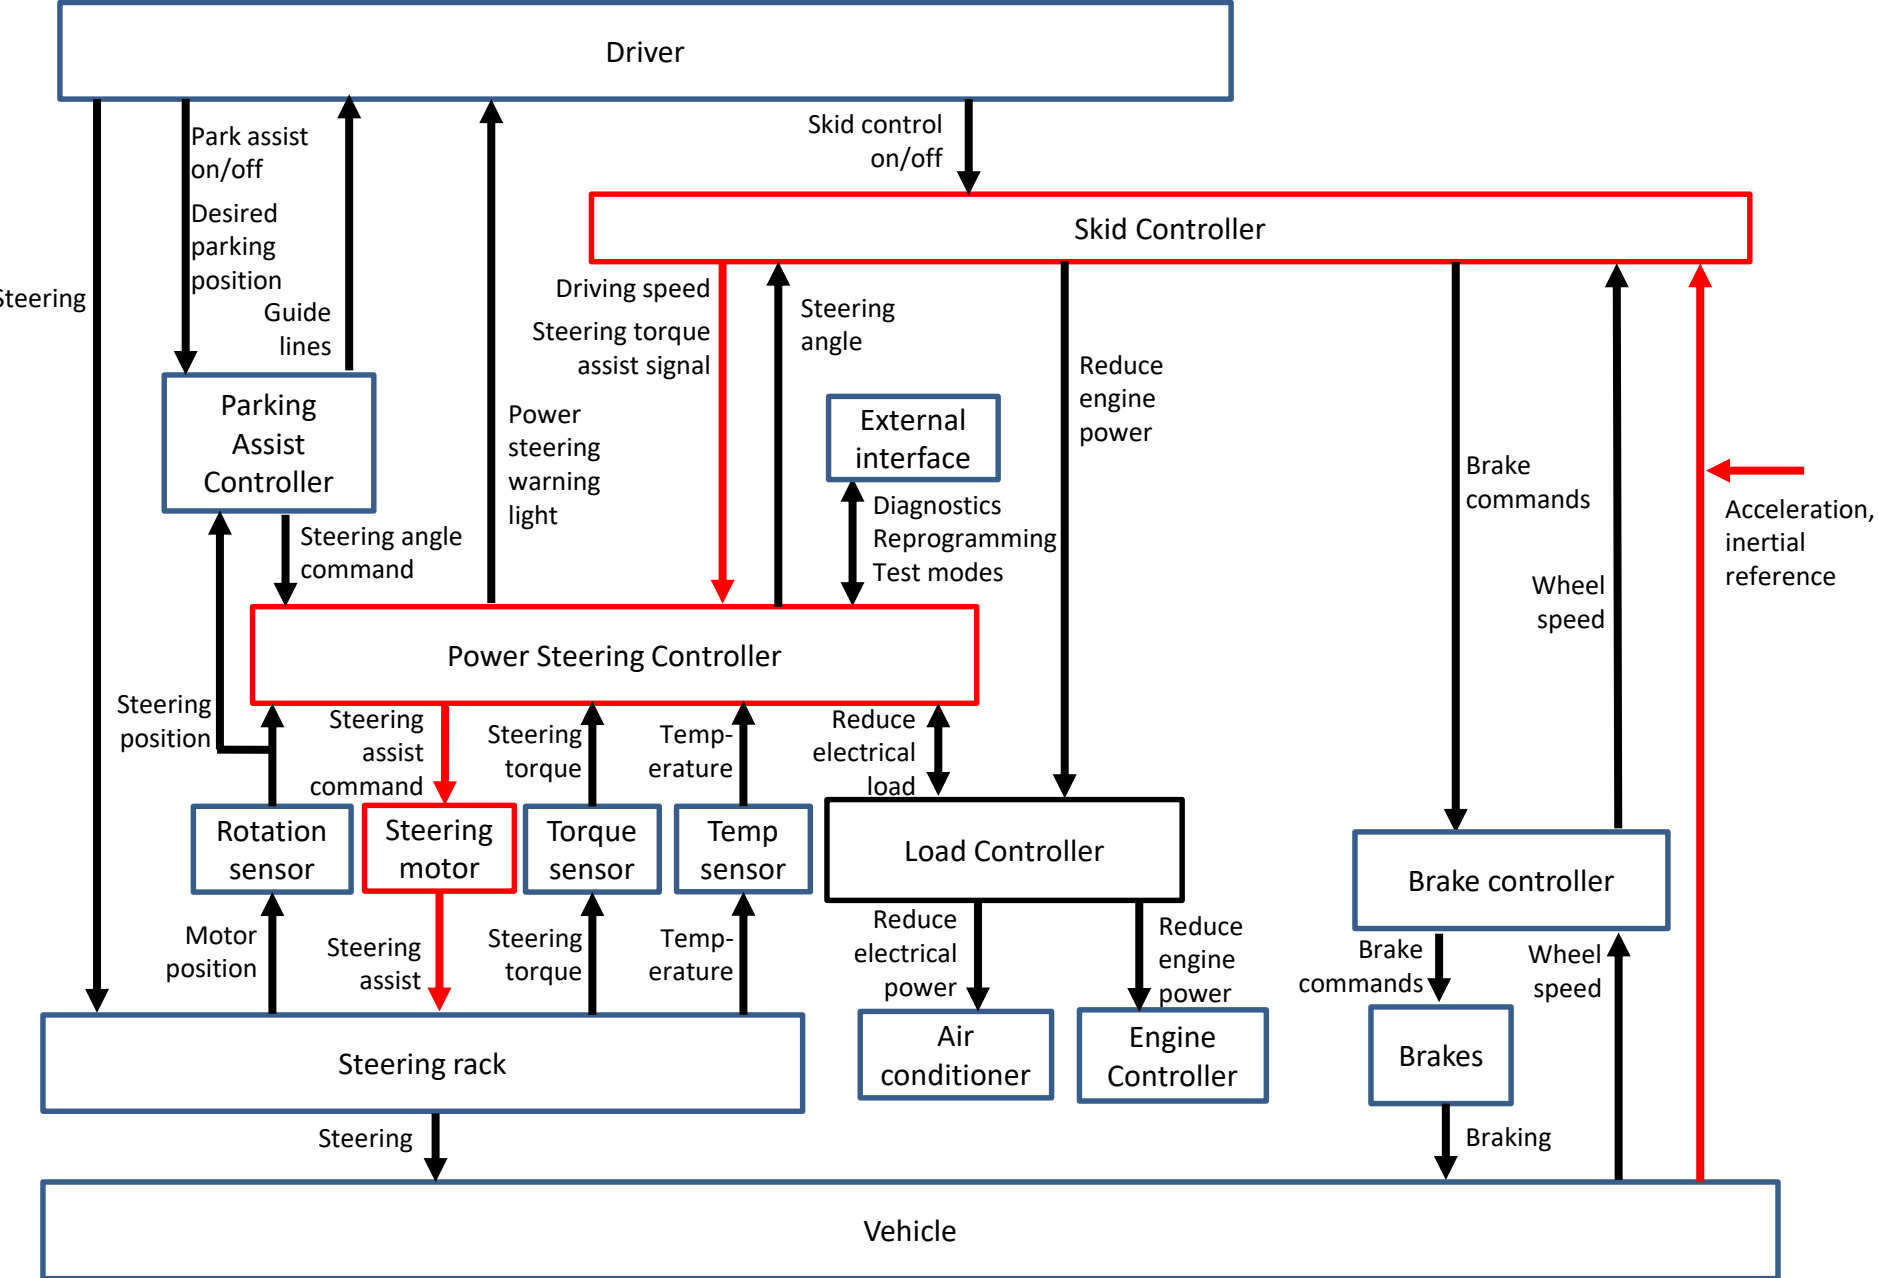 Driver
Park assist
on/off
Desired
parking
position
Steering
Guide
lines
Skid control
on/off
Skid Controller
Driving speed
Steering torque
assist signal
Steering
angle
Reduce
engine
power
Parking
Assist
Controller
Power
steering
warning
light
External
interface
Diagnostics
Reprogramming
Test modes
Brake
commands
Acceleration,
inertial
reference
Steering angle
command
Wheel
speed
Power Steering Controller
Steering
position
Steering
assist
command
Steering
torque
Temp-
erature
Reduce
electrical
load
Rotation
sensor
Steering
motor
Torque
sensor
Temp
sensor
Load Controller
Brake controller
Motor
position
Steering
assist
Steering
torque
Temp-
erature
Reduce
electrical
power
Reduce
engine
power
Brake
commands
Wheel
speed
Steering rack
Air
conditioner
Engine
Controller
Brakes
Steering
Braking
Vehicle